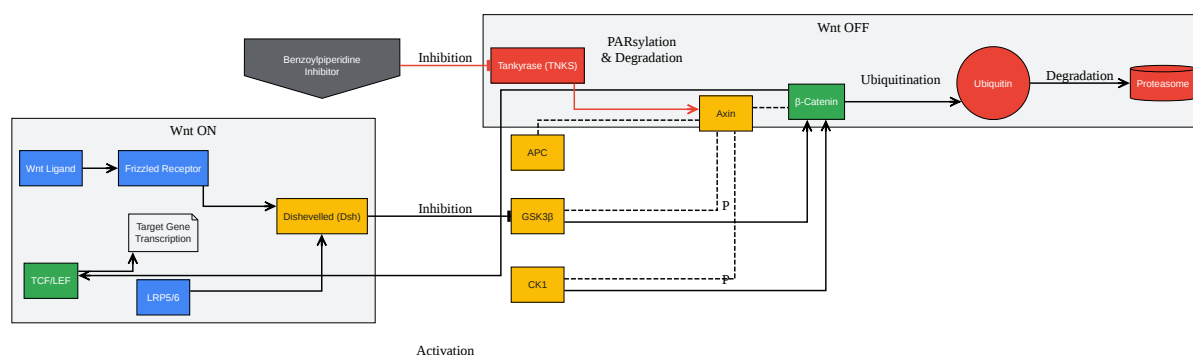 Wnt OFF
Benzoylpiperidine
Inhibitor
Inhibition
Tankyrase (TNKS)
PARsylation
& Degradation
Ubiquitination
Ubiquitin
Degradation
Proteasome
β-Catenin
Axin
APC
Wnt ON
Wnt Ligand
Frizzled Receptor
Dishevelled (Dsh)
Inhibition
GSK3β
P
Target Gene
Transcription
TCF/LEF
LRP5/6
CK1
P
Activation